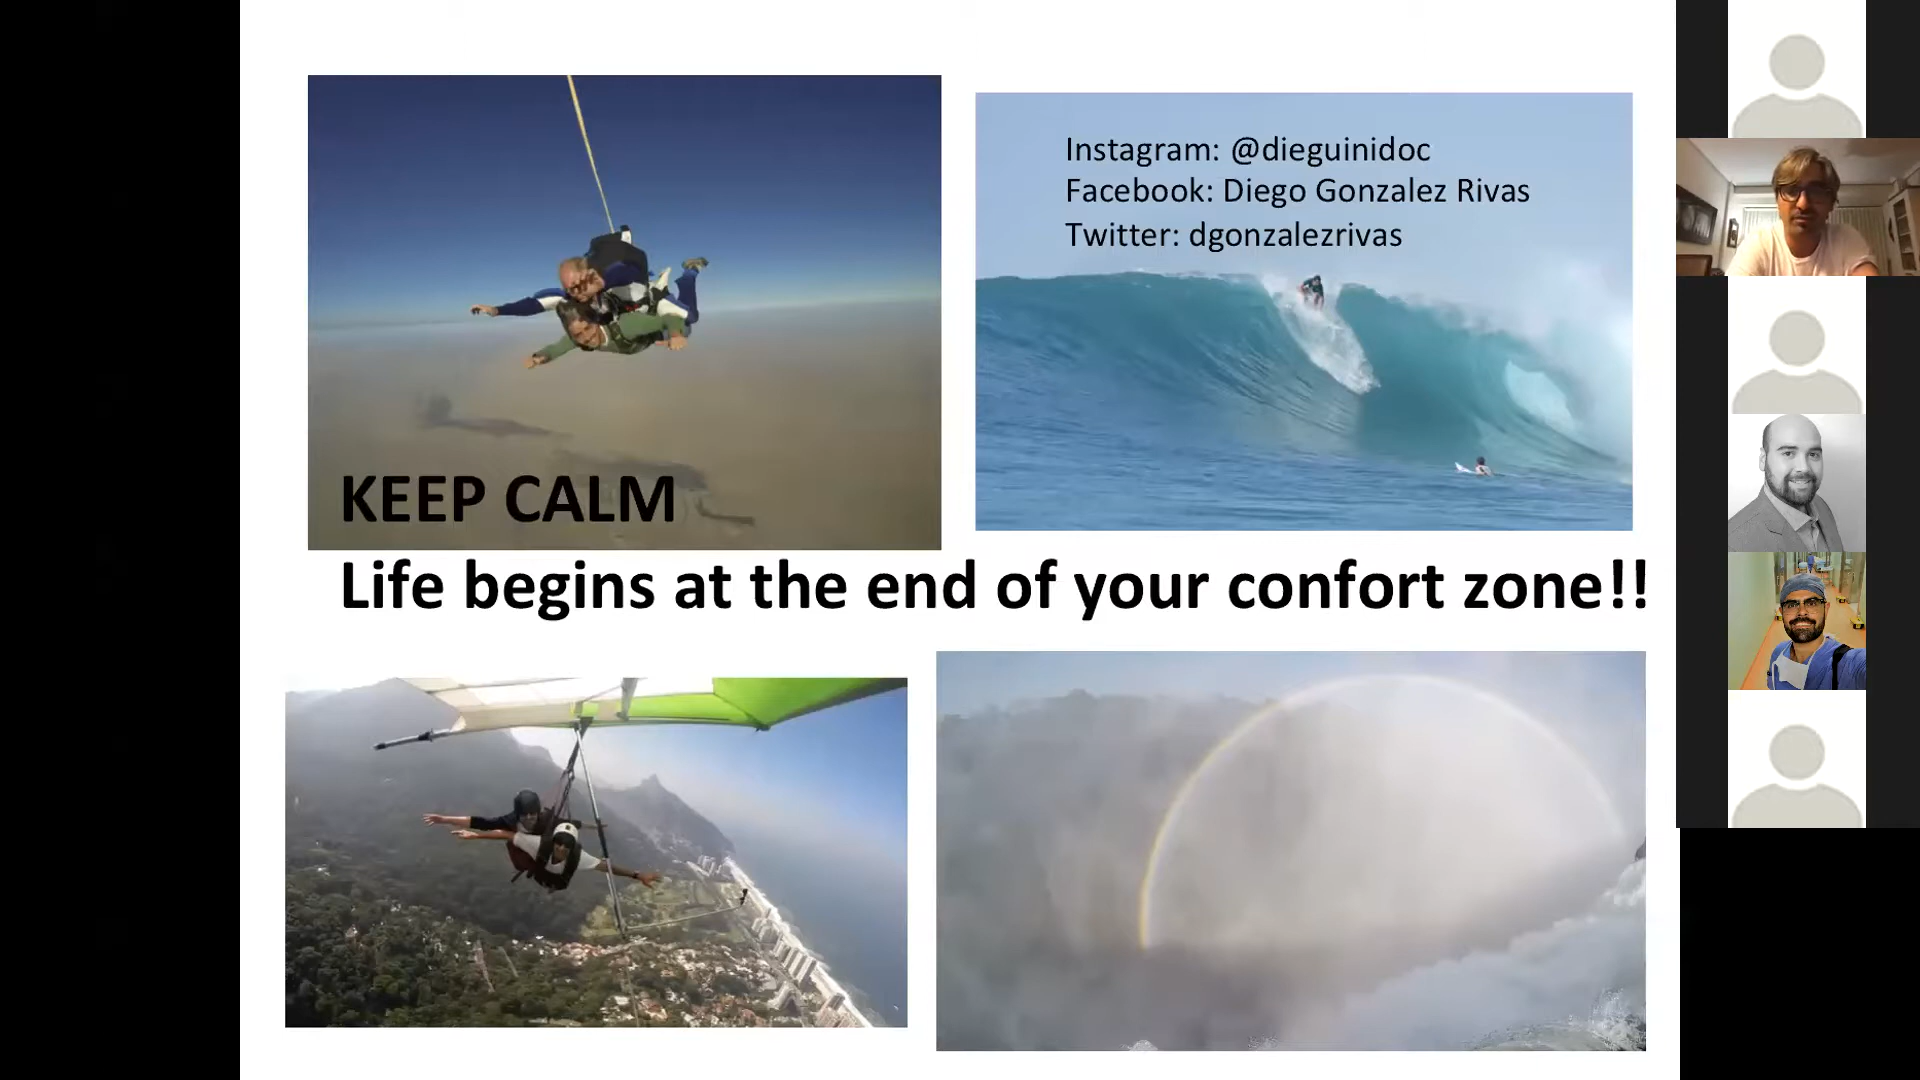 Instagram: @dieguinidoc
Facebook: Diego Gonzalez Rivas
Twitter: dgonzalezrivas
KEEP CALM
Life begins at the end of your confort zone!!